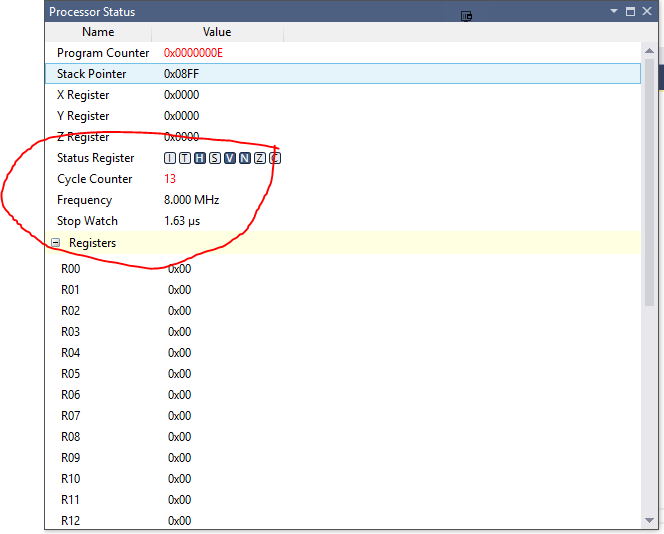 Processor Status
Name Value
Program Counter 0x0000000E
Stack Pointer 0x08FF
X Register 0x0000
Y Register 0x0000
Z Register 0x0000
Status Register I T H S V N Z C
Cycle Counter 13
Frequency 8.000 MHz
Stop Watch 1.63 µs
Registers
R00 0x00
R01 0x00
R02 0x00
R03 0x00
R04 0x00
R05 0x00
R06 0x00
R07 0x00
R08 0x00
R09 0x00
R10 0x00
R11 0x00
R12 0x00